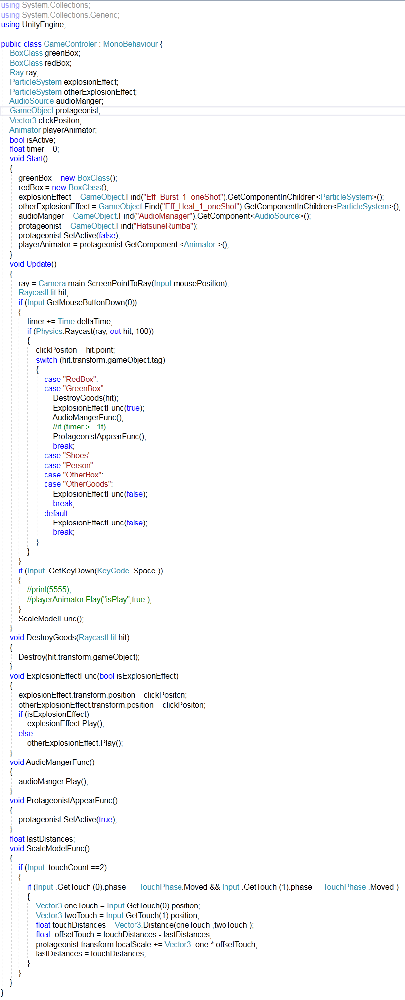 using System.Collections;
using System.Collections.Generic;
using UnityEngine;

public class GameControler : MonoBehaviour {
    BoxClass greenBox;
    BoxClass redBox;
    Ray ray;
    ParticleSystem explosionEffect;
    ParticleSystem otherExplosionEffect;
    AudioSource audioManger;
    GameObject protageonist;
    Vector3 clickPositon;
    Animator playerAnimator;
    bool isActive;
    float timer = 0;
    void Start()
    {
        greenBox = new BoxClass();
        redBox = new BoxClass();
        explosionEffect = GameObject.Find("Eff_Burst_1_oneShot").GetComponentInChildren<ParticleSystem>();
        otherExplosionEffect = GameObject.Find("Eff_Heal_1_oneShot").GetComponentInChildren<ParticleSystem>();
        audioManger = GameObject.Find("AudioManager").GetComponent<AudioSource>();
        protageonist = GameObject.Find("HatsuneRumba");
        protageonist.SetActive(false);
        playerAnimator = protageonist.GetComponent <Animator >();
    }
    void Update()
    {
        ray = Camera.main.ScreenPointToRay(Input.mousePosition);
        RaycastHit hit;
        if (Input.GetMouseButtonDown(0))
        {
            timer += Time.deltaTime;
            if (Physics.Raycast(ray, out hit, 100))
            {
                clickPositon = hit.point;
                switch (hit.transform.gameObject.tag)
                {
                    case "RedBox":
                    case "GreenBox":
                        DestroyGoods(hit);
                        ExplosionEffectFunc(true);
                        AudioMangerFunc();
                        //if (timer >= 1f)
                        ProtageonistAppearFunc();
                        break;
                    case "Shoes":
                    case "Person":
                    case "OtherBox":
                    case "OtherGoods":
                        ExplosionEffectFunc(false);
                        break;
                    default:
                        ExplosionEffectFunc(false);
                        break;
                }
            }
        }
        if (Input .GetKeyDown(KeyCode .Space ))
        {
            //print(5555);
            //playerAnimator.Play("isPlay",true );
        }
        ScaleModelFunc();
    }
    void DestroyGoods(RaycastHit hit)
    {
        Destroy(hit.transform.gameObject);
    }
    void ExplosionEffectFunc(bool isExplosionEffect)
    {
        explosionEffect.transform.position = clickPositon;
        otherExplosionEffect.transform.position = clickPositon;
        if (isExplosionEffect)
            explosionEffect.Play();
        else
            otherExplosionEffect.Play();
    }
    void AudioMangerFunc()
    {
        audioManger.Play();
    }
    void ProtageonistAppearFunc()
    {
        protageonist.SetActive(true);
    }
    float lastDistances;
    void ScaleModelFunc()
    {
        if (Input .touchCount ==2)
        {
            if (Input .GetTouch (0).phase == TouchPhase.Moved && Input .GetTouch (1).phase ==TouchPhase .Moved )
            {
                Vector3 oneTouch = Input.GetTouch(0).position;
                Vector3 twoTouch = Input.GetTouch(1).position;
                float touchDistances = Vector3.Distance(oneTouch ,twoTouch );
                float  offsetTouch = touchDistances - lastDistances;
                protageonist.transform.localScale += Vector3 .one * offsetTouch;
                lastDistances = touchDistances;
            }
        }
    }
}